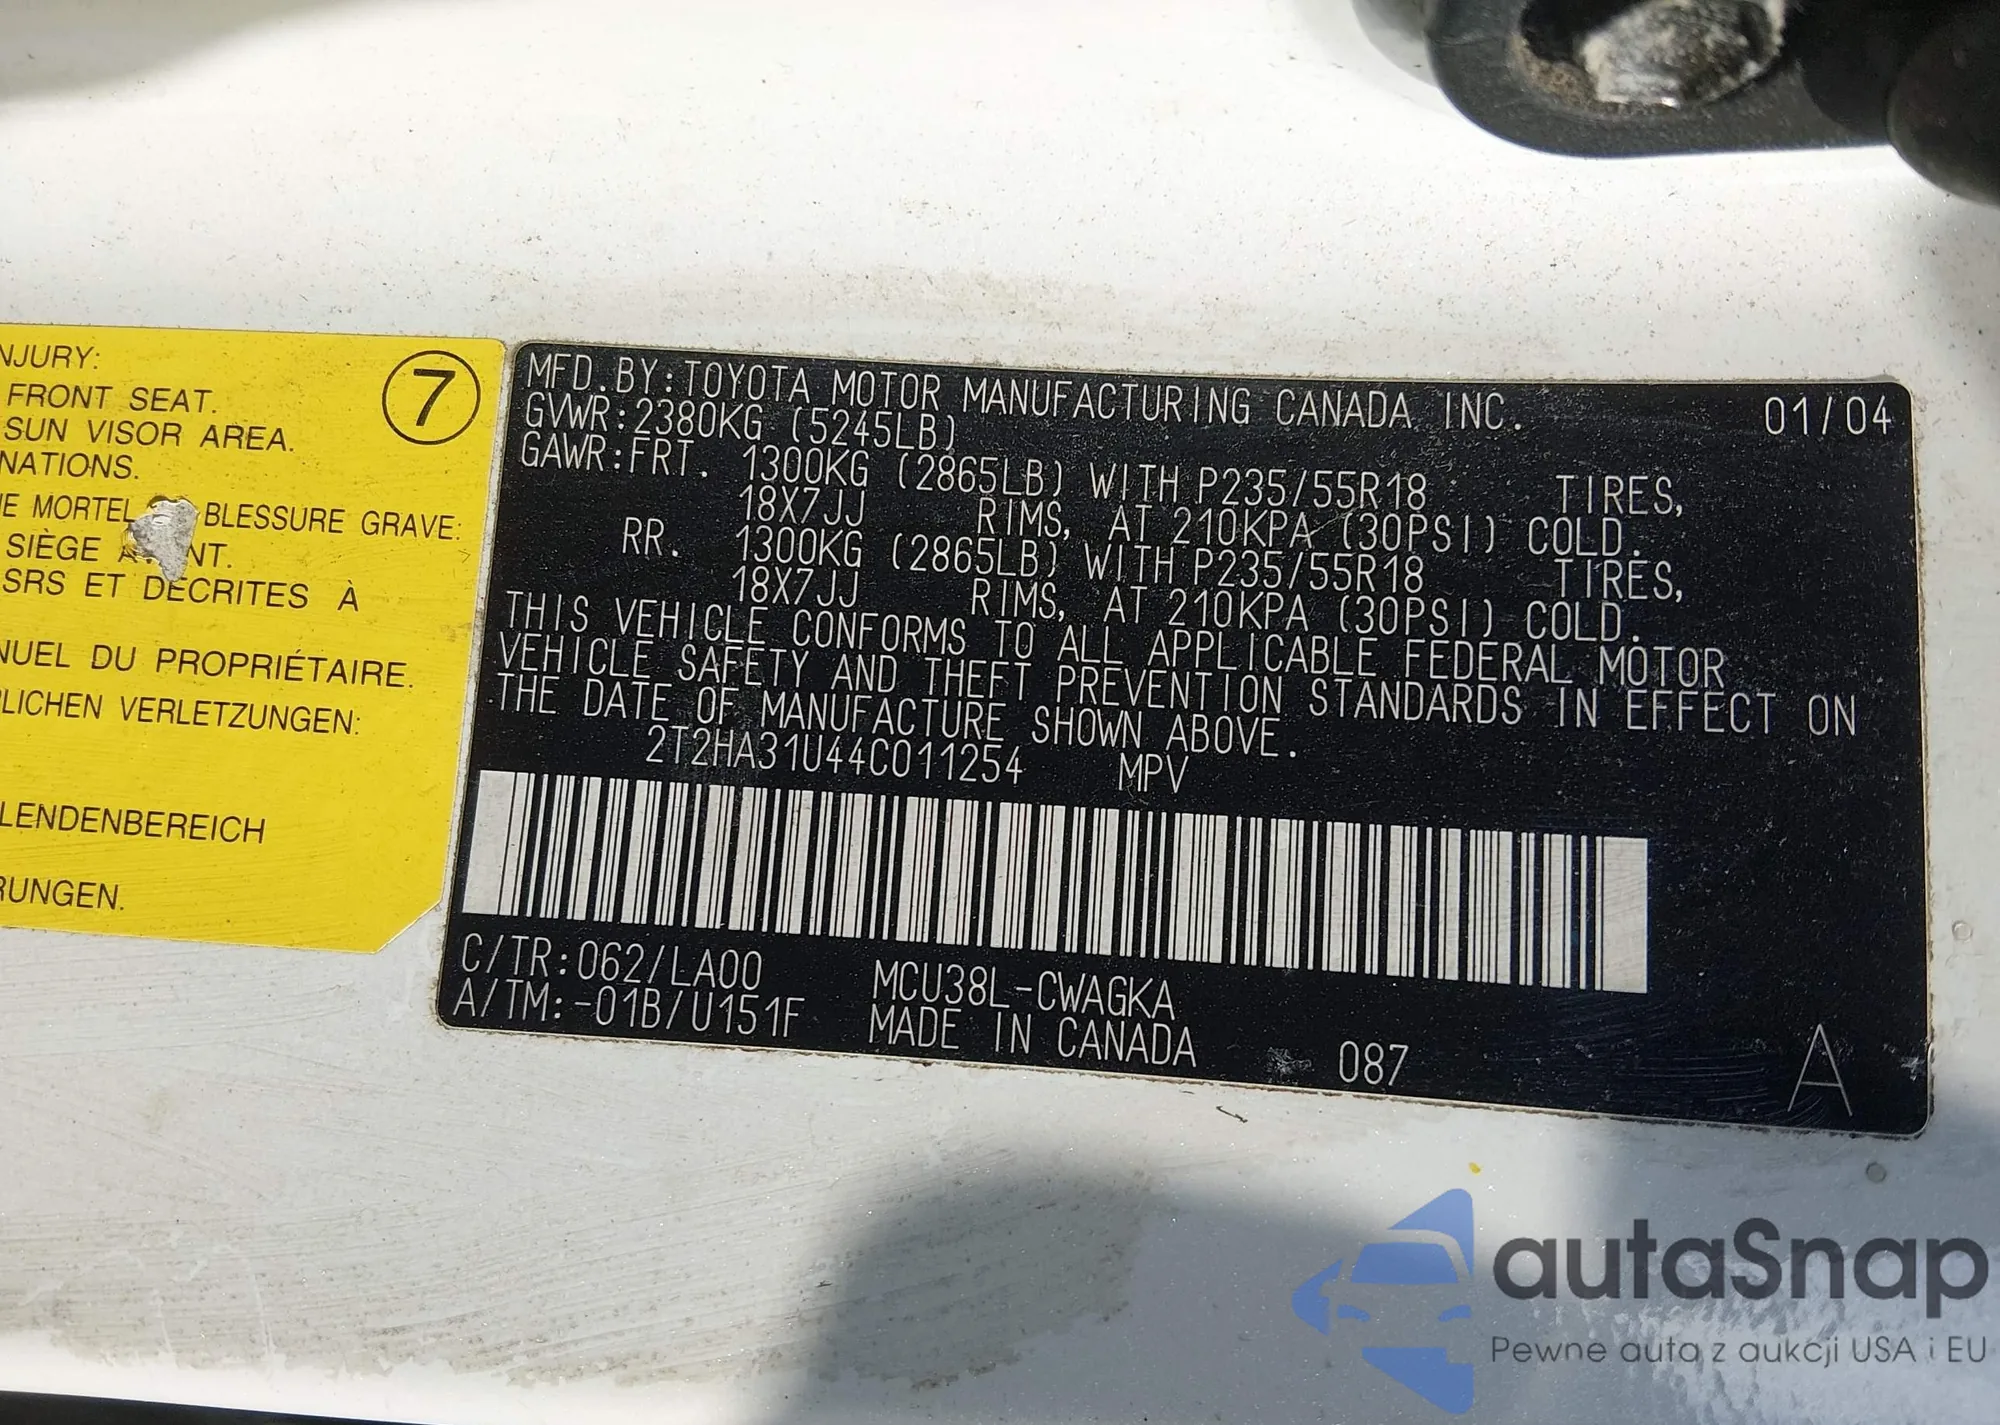 NJURY:
FRONT SEAT.
SUN VISOR AREA.
NATIONS.
E MORTEL BLESSURE GRAVE:
SIÈGE A NT.
SRS ET DÉCRITES À
NUEL DU PROPRIÉTAIRE.
LICHEN VERLETZUNGEN:
LENDENBEREICH
RUNGEN.
7
MFD.BY:TOYOTA MOTOR MANUFACTURING CANADA INC. 01/04
GVWR:2380KG (5245LB)
GAWR:FRT. 1300KG (2865LB) WITH P235/55R18 TIRES,
18X7JJ RIMS, AT 210KPA (30PSI) COLD.
RR. 1300KG (2865LB) WITH P235/55R18 TIRES,
18X7JJ RIMS, AT 210KPA (30PSI) COLD.
THIS VEHICLE CONFORMS TO ALL APPLICABLE FEDERAL MOTOR
VEHICLE SAFETY AND THEFT PREVENTION STANDARDS IN EFFECT ON
THE DATE OF MANUFACTURE SHOWN ABOVE.
2T2HA31U44C011254 MPV
C/TR:062/LA00 MCU38L-CWAGKA
A/TM:-01B/U151F MADE IN CANADA 087 A
autaSnap
Pewne auta z aukcji USA i EU